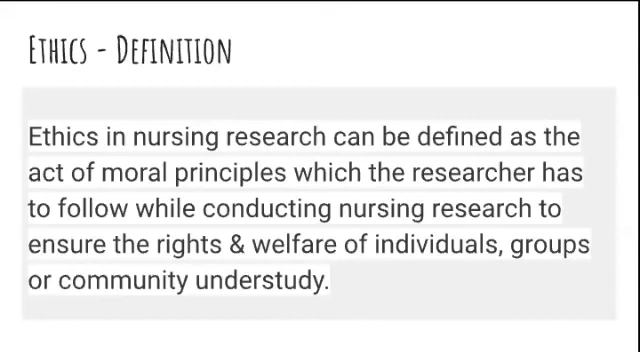 ETHICS - DEFINITION
Ethics in nursing research can be defined as the
act of moral principles which the researcher has
to follow while conducting nursing research to
ensure the rights & welfare of individuals, groups
or community understudy.